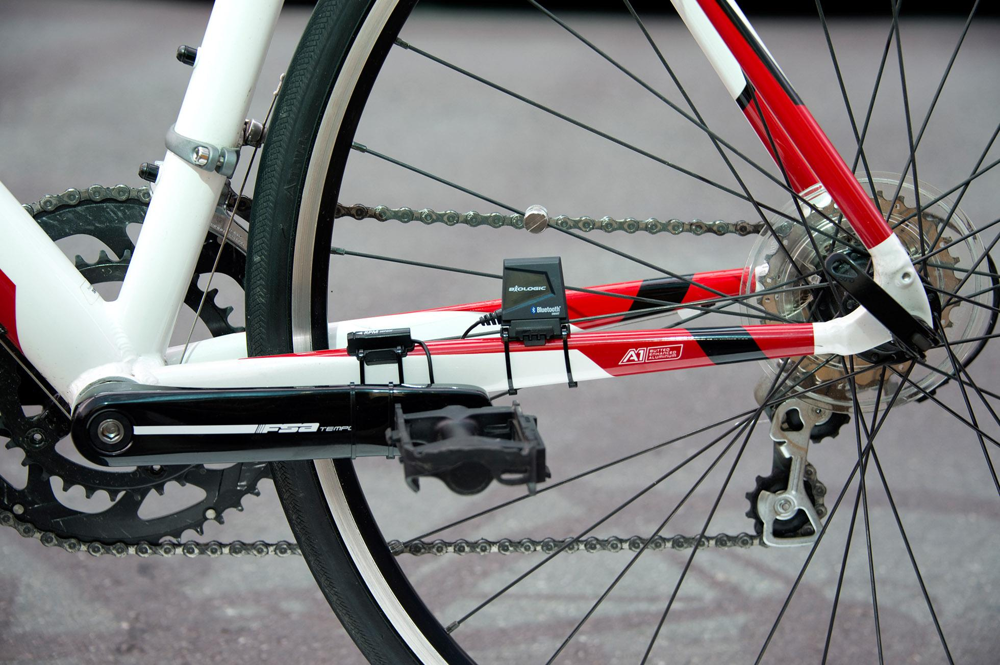 BIOLOGIC
Bluetooth®
SMART
RPM sensor
A1 BUTTED
ENHANCED
ALUMINUM
FSA TEMPO